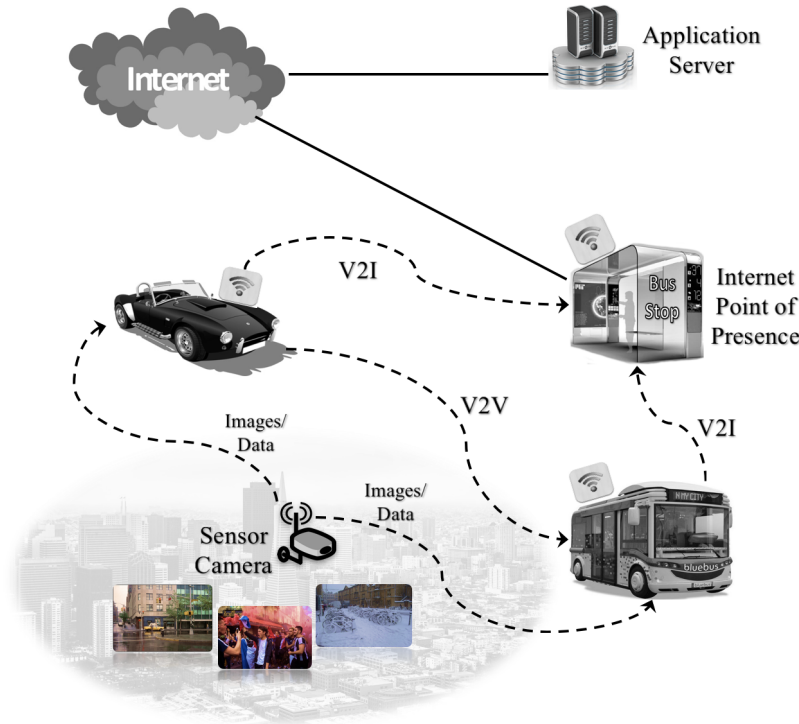 Internet
Application
Server
V2I
Bus
Stop
Internet
Point of
Presence
V2V
V2I
Images/
Data
Images/
Data
Sensor
Camera
bluebus